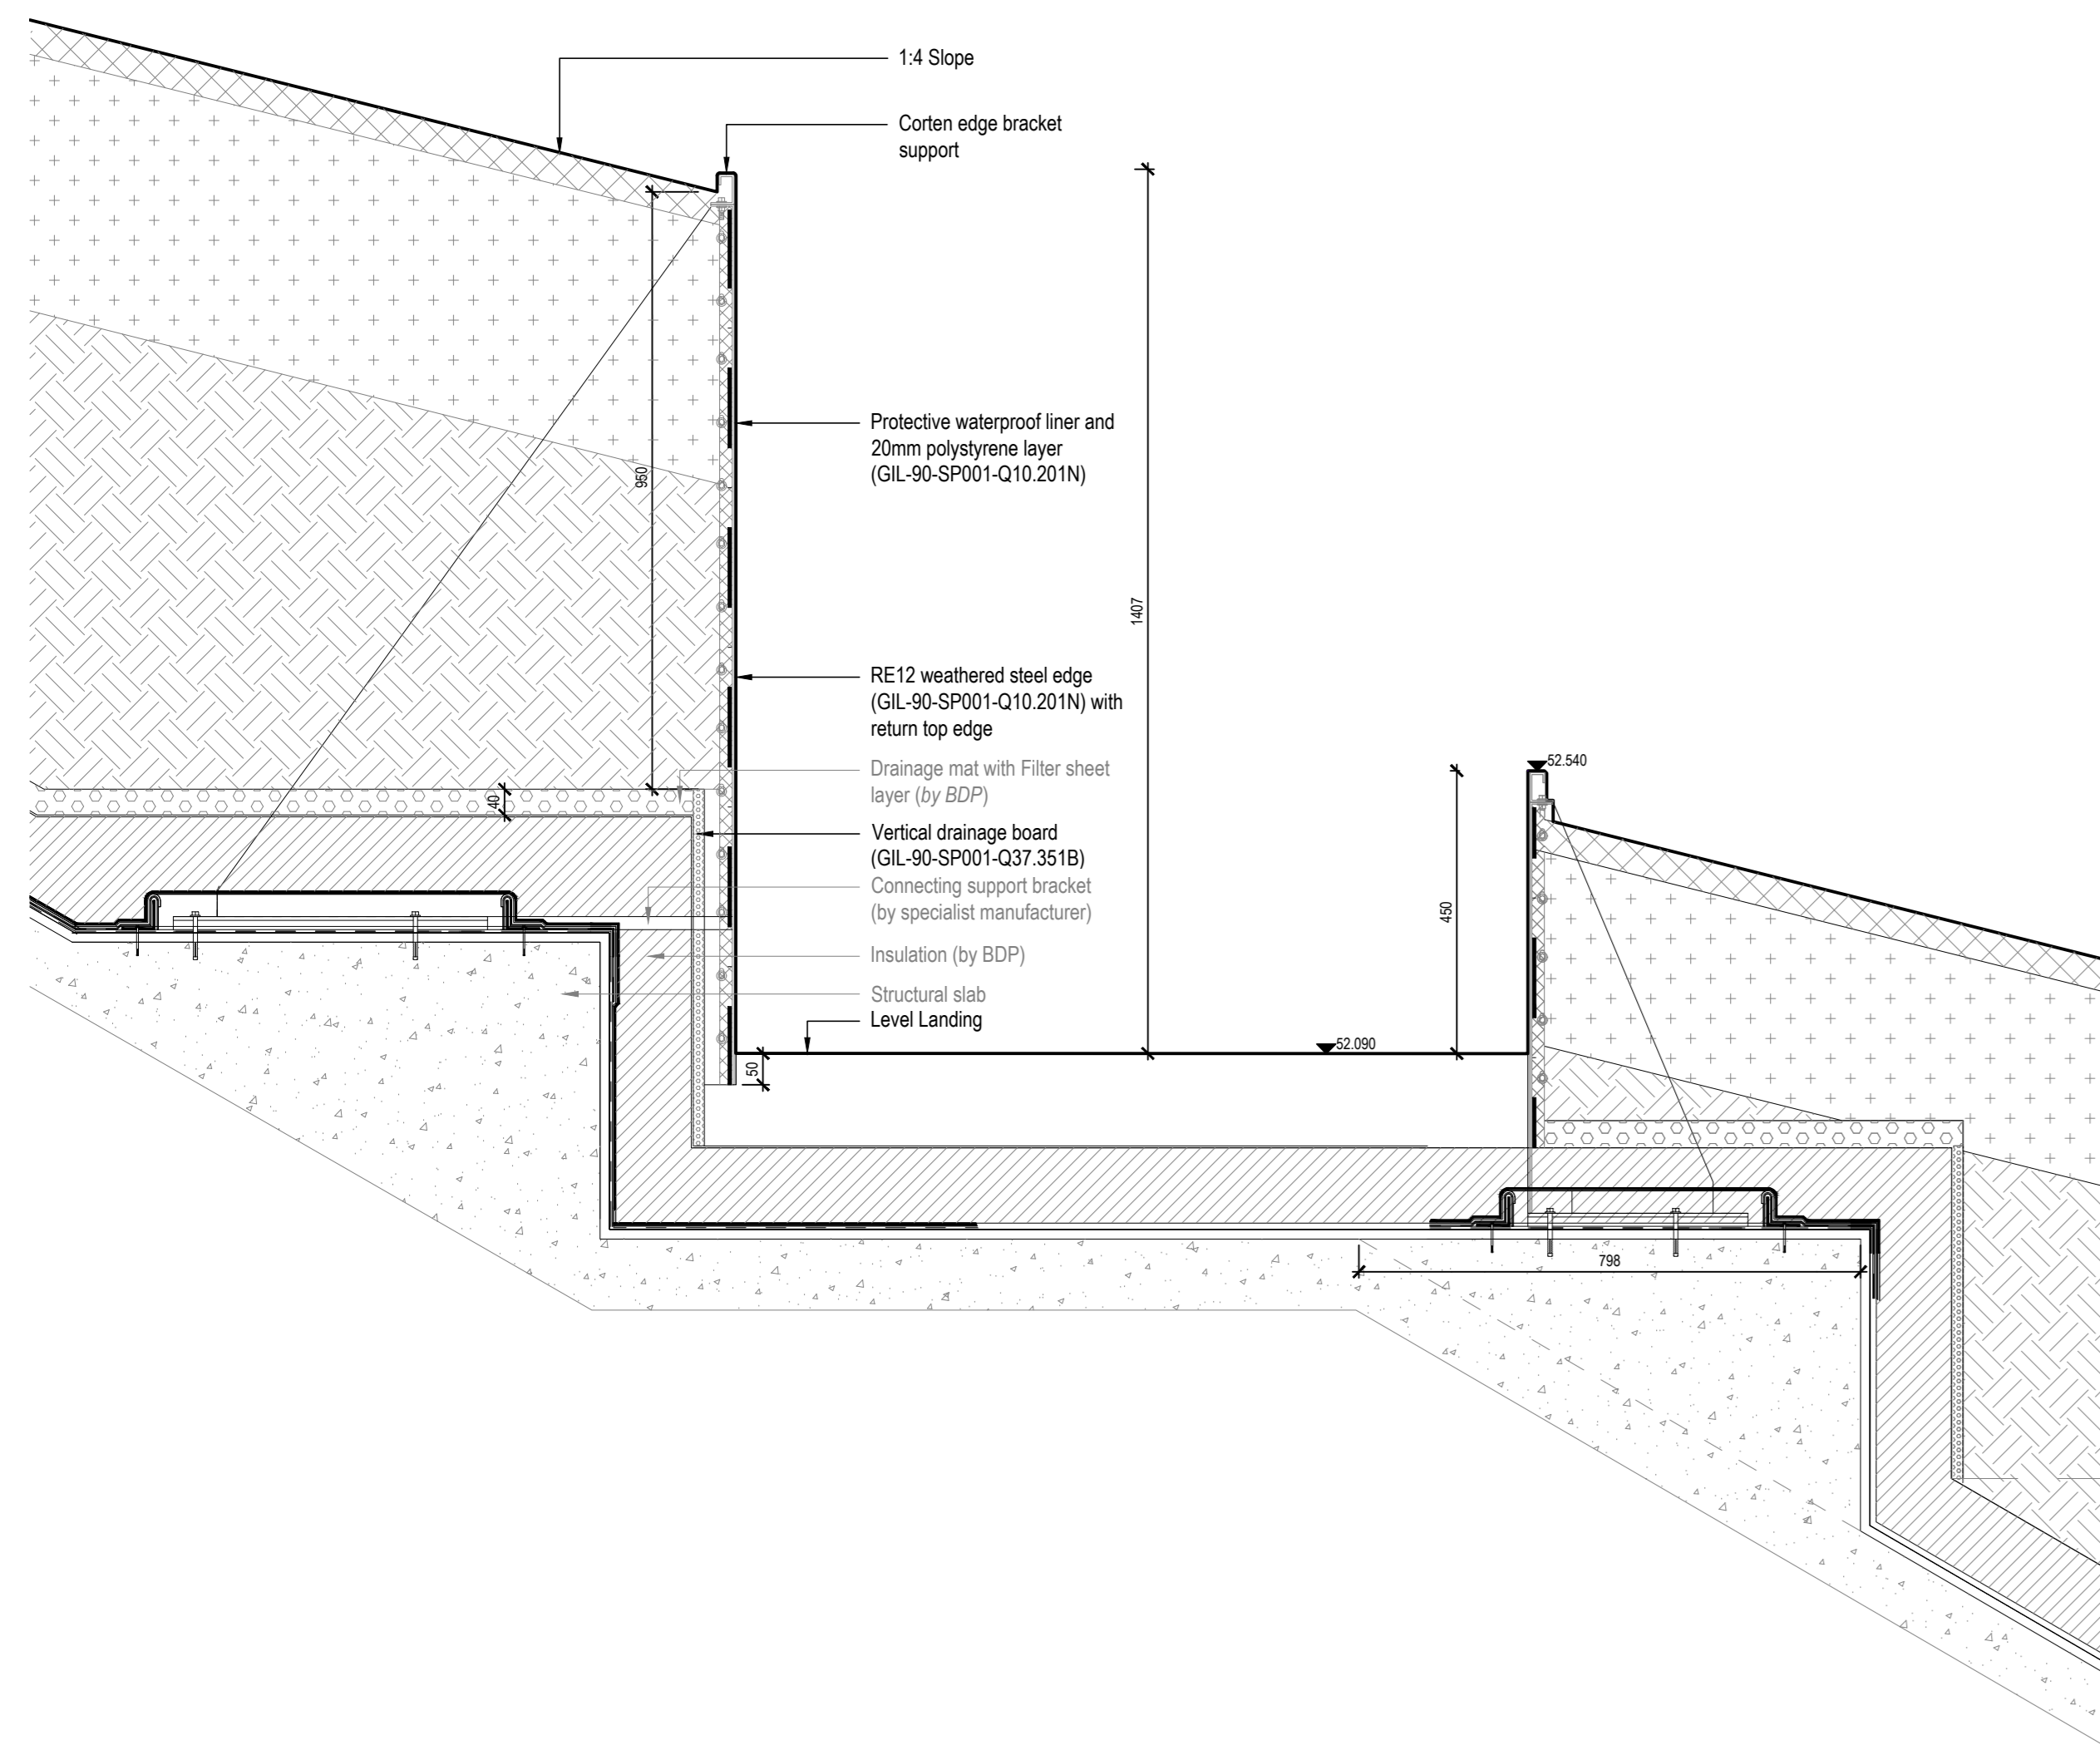 1:4 Slope
Corten edge bracket
support
Protective waterproof liner and
20mm polystyrene layer
(GIL-90-SP001-Q10.201N)
950
1407
RE12 weathered steel edge
(GIL-90-SP001-Q10.201N) with
return top edge
Drainage mat with Filter sheet
layer (by BDP)
40
Vertical drainage board
(GIL-90-SP001-Q37.351B)
Connecting support bracket
(by specialist manufacturer)
Insulation (by BDP)
Structural slab
Level Landing
50
52.090
52.540
450
798